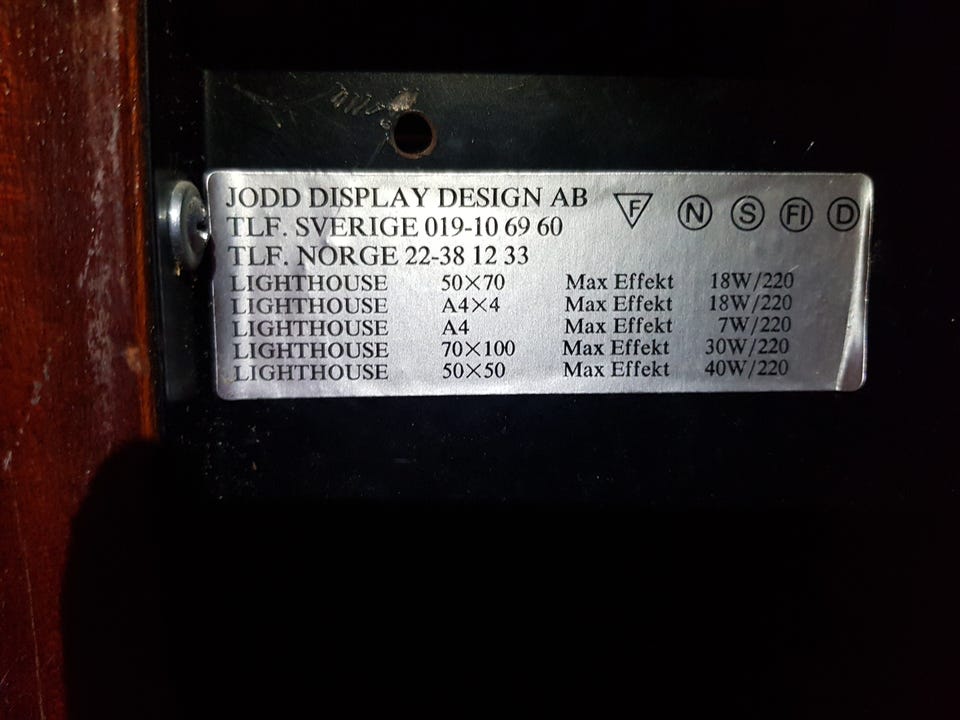 JODD DISPLAY DESIGN AB F N S FI D
TLF. SVERIGE 019-10 69 60
TLF. NORGE 22-38 12 33
LIGHTHOUSE 50×70 Max Effekt 18W/220
LIGHTHOUSE A4×4 Max Effekt 18W/220
LIGHTHOUSE A4 Max Effekt 7W/220
LIGHTHOUSE 70×100 Max Effekt 30W/220
LIGHTHOUSE 50×50 Max Effekt 40W/220